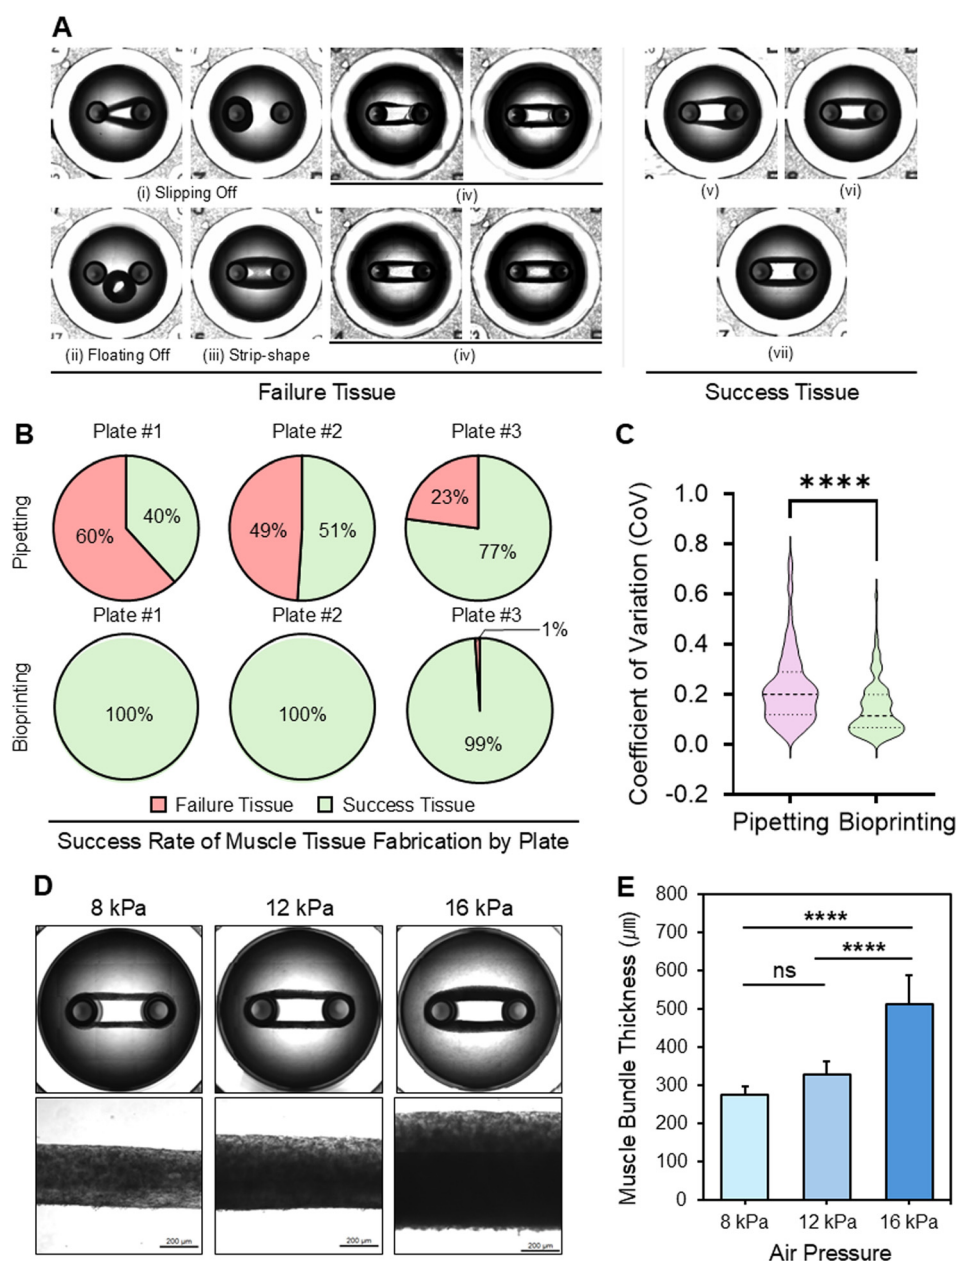 A
(i) Slipping Off
(iv)
(v)
(vi)
(ii) Floating Off
(iii) Strip-shape
(iv)
(vii)
Failure Tissue
Success Tissue
B
Plate #1
Plate #2
Plate #3
Pipetting
60%
40%
49%
51%
23%
77%
Plate #1
Plate #2
Plate #3
Bioprinting
100%
100%
1%
99%
Failure Tissue
Success Tissue
Success Rate of Muscle Tissue Fabrication by Plate
C
****
Coefficient of Variation (CoV)
1.0
0.8
0.6
0.4
0.2
0.0
-0.2
Pipetting
Bioprinting
D
8 kPa
12 kPa
16 kPa
200 μm
200 μm
200 μm
E
Muscle Bundle Thickness (㎛)
800
700
600
500
400
300
200
100
0
****
****
ns
8 kPa
12 kPa
16 kPa
Air Pressure